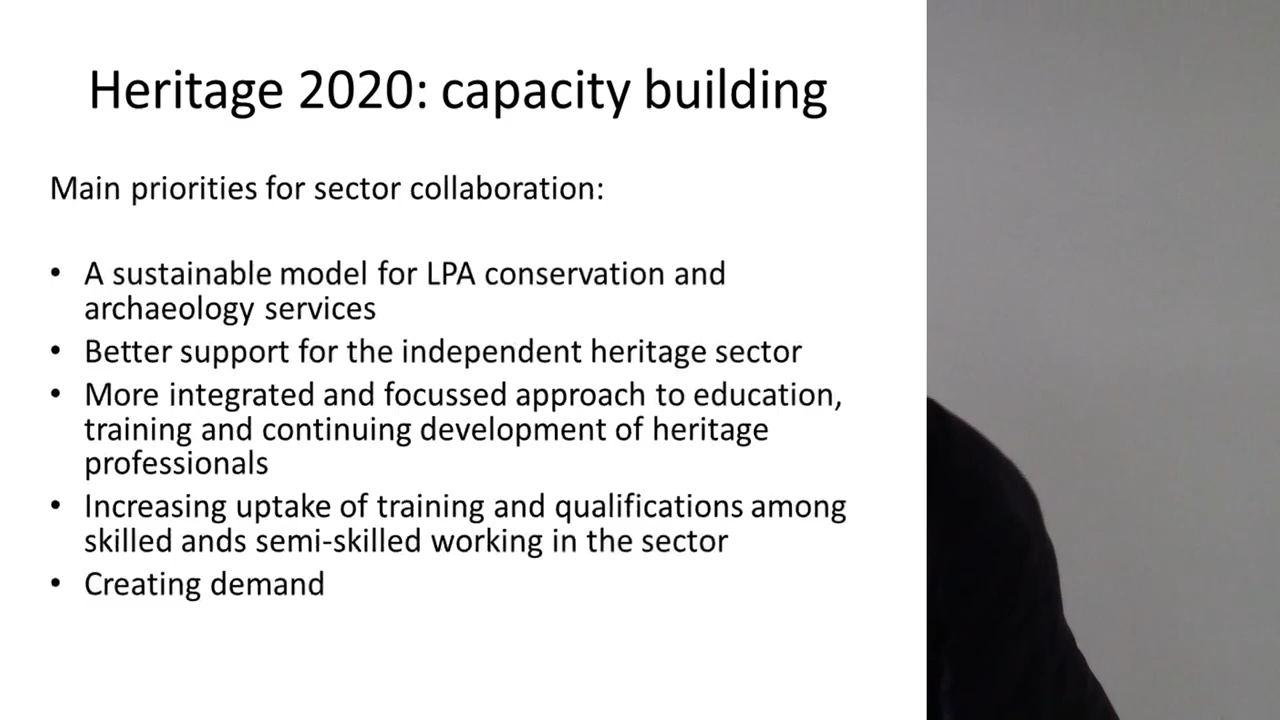 Heritage 2020: capacity building
Main priorities for sector collaboration:
• A sustainable model for LPA conservation and
archaeology services
• Better support for the independent heritage sector
• More integrated and focussed approach to education,
training and continuing development of heritage
professionals
• Increasing uptake of training and qualifications among
skilled ands semi-skilled working in the sector
• Creating demand